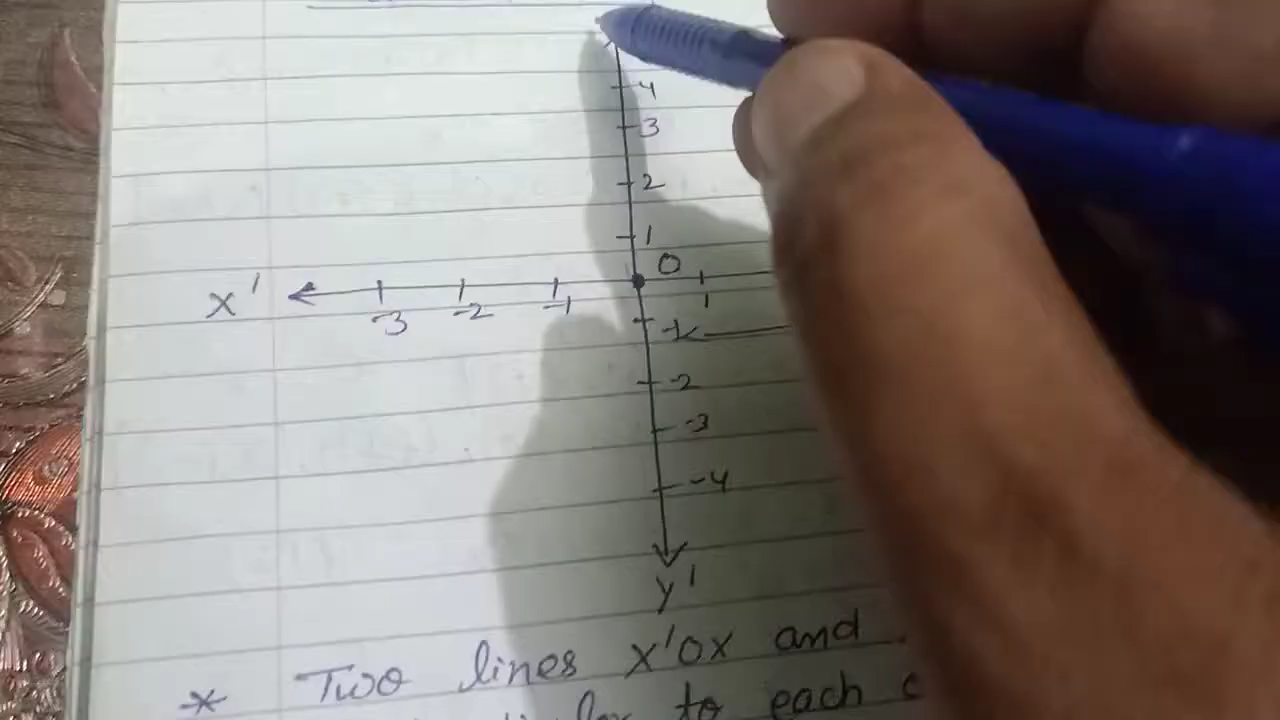 4
3
2
1
0
X' -3 -2 -1 1
-1
-2
-3
-4
y'
* Two lines x'ox and
to each